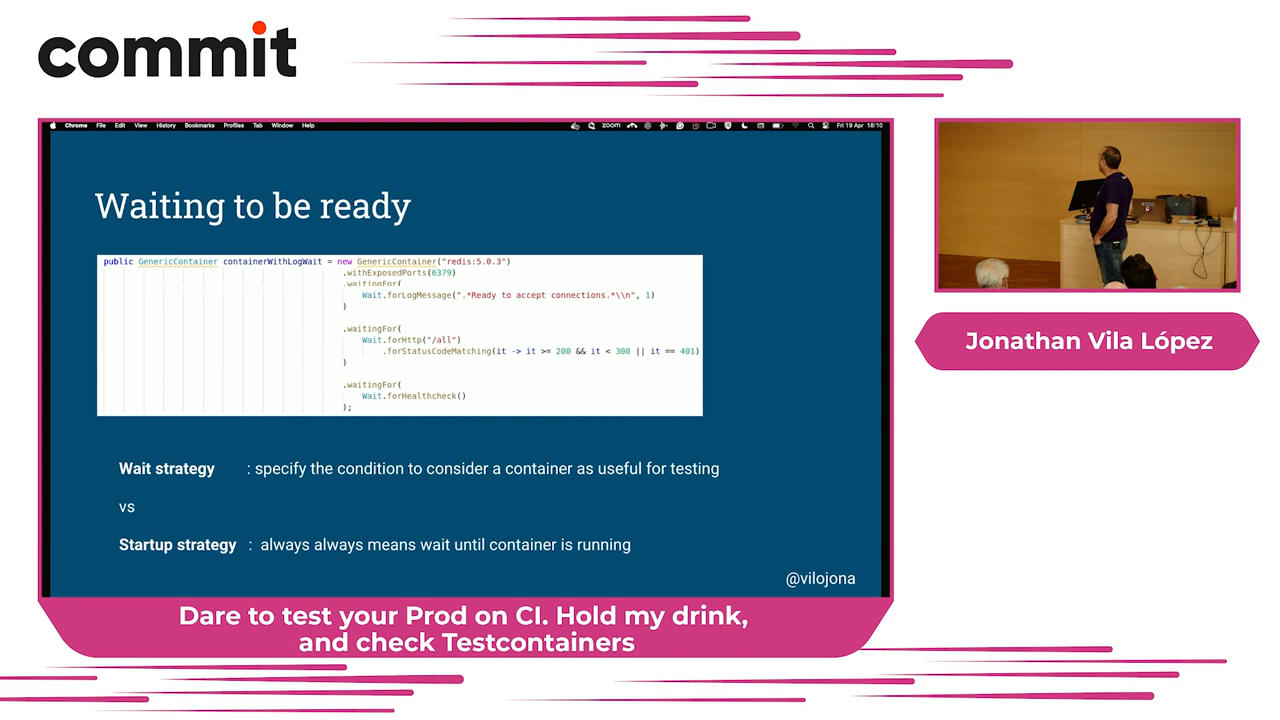 commit
Chrome File Edit View History Bookmarks Profiles Tab Window Help
zoom
Fri 19 Apr 18:10
Waiting to be ready
public GenericContainer containerWithLogWait = new GenericContainer("redis:5.0.3")
.withExposedPorts(6379)
.waitingFor(
Wait.forLogMessage(".*Ready to accept connections.*\\n", 1)
)
.waitingFor(
Wait.forHttp("/all")
.forStatusCodeMatching(it -> it >= 200 && it < 300 || it == 401)
)
.waitingFor(
Wait.forHealthcheck()
);
Wait strategy : specify the condition to consider a container as useful for testing
vs
Startup strategy : always always means wait until container is running
@vilojona
Jonathan Vila López
Dare to test your Prod on CI. Hold my drink,
and check Testcontainers